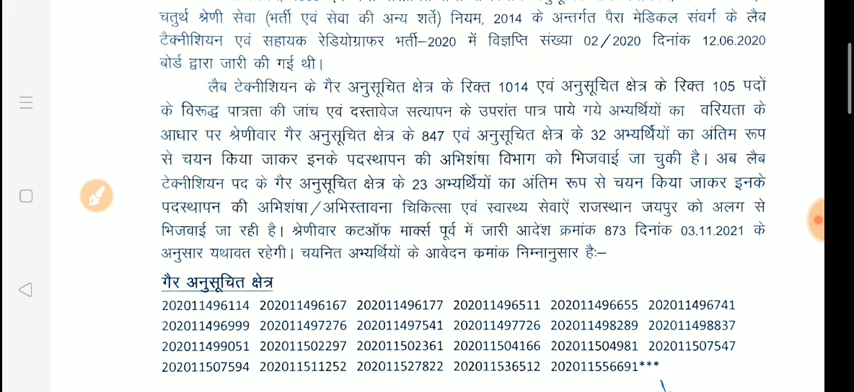 चतुर्थ श्रेणी सेवा (भर्ती एवं सेवा की अन्य शर्ते) नियम, 2014 के अन्तर्गत पैरा मेडिकल संवर्ग के लैब
टैक्नीशियन एवं सहायक रेडियोग्राफर भर्ती–2020 में विज्ञप्ति संख्या 02/2020 दिनांक 12.06.2020
बोर्ड द्वारा जारी की गई थी।
लैब टेक्नीशियन के गैर अनुसूचित क्षेत्र के रिक्त 1014 एवं अनुसूचित क्षेत्र के रिक्त 105 पदों
के विरूद्ध पात्रता की जांच एवं दस्तावेज सत्यापन के उपरांत पात्र पाये गये अभ्यर्थियों का वरियता के
आधार पर श्रेणीवार गैर अनुसूचित क्षेत्र के 847 एवं अनुसूचित क्षेत्र के 32 अभ्यर्थियों का अंतिम रूप
से चयन किया जाकर इनके पदस्थापन की अभिशंषा विभाग को भिजवाई जा चुकी है। अब लैब
टेक्नीशियन पद के गैर अनुसूचित क्षेत्र के 23 अभ्यर्थियों का अंतिम रूप से चयन किया जाकर इनके
पदस्थापन की अभिशंषा/अभिस्तावना चिकित्सा एवं स्वास्थ्य सेवाऐं राजस्थान जयपुर को अलग से
भिजवाई जा रही है। श्रेणीवार कटऑफ मार्क्स पूर्व में जारी आदेश क्रमांक 873 दिनांक 03.11.2021 के
अनुसार यथावत रहेगी। चयनित अभ्यर्थियों के आवेदन क्रमांक निम्नानुसार हैः–
गैर अनुसूचित क्षेत्र
202011496114 202011496167 202011496177 202011496511 202011496655 202011496741
202011496999 202011497276 202011497541 202011497726 202011498289 202011498837
202011499051 202011502297 202011502361 202011504166 202011504981 202011507547
202011507594 202011511252 202011527822 202011536512 202011556691***